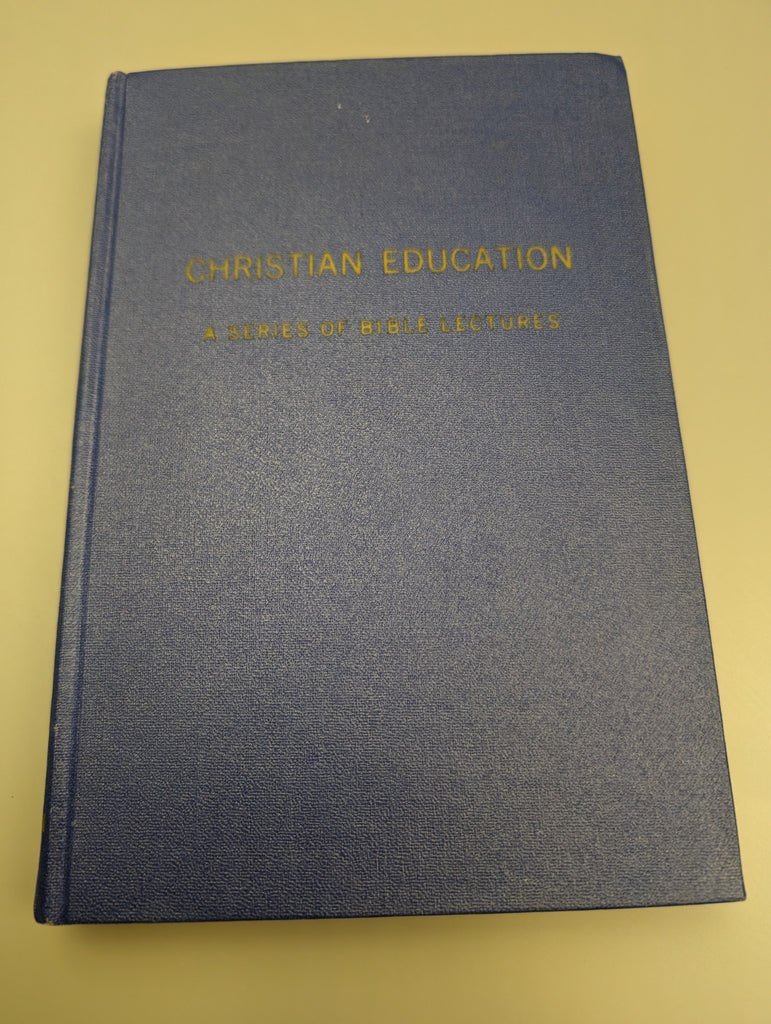 CHRISTIAN EDUCATION
A SERIES OF BIBLE LECTURES